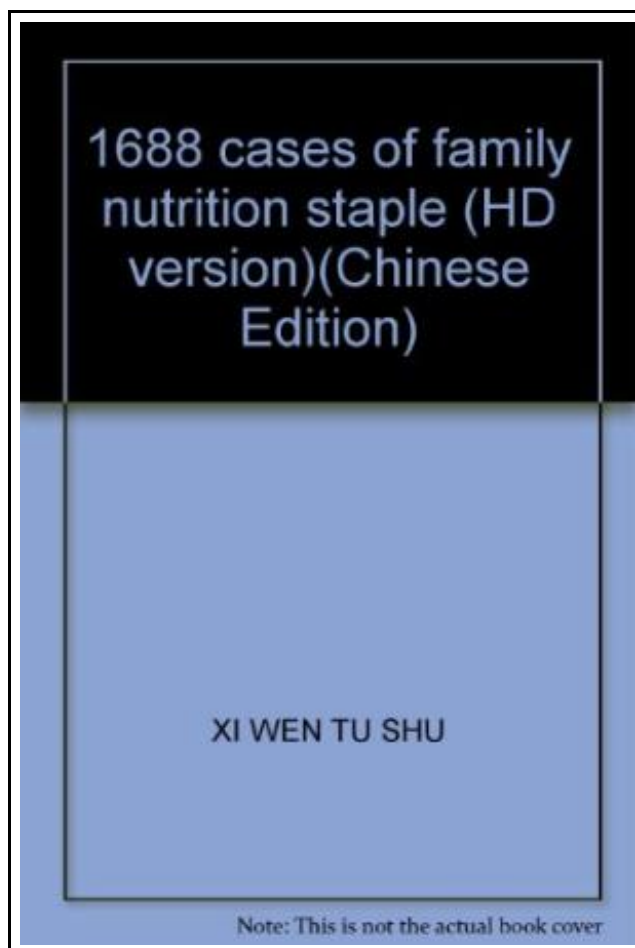 1688 cases of family
nutrition staple (HD
version)(Chinese
Edition)
XI WEN TU SHU
Note: This is not the actual book cover